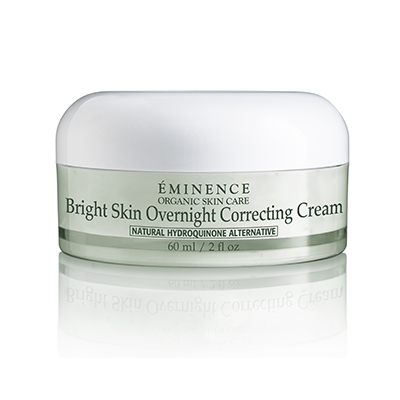 ÉMINENCE
ORGANIC SKIN CARE
Bright Skin Overnight Correcting Cream
NATURAL HYDROQUINONE ALTERNATIVE
60 ml / 2 fl oz